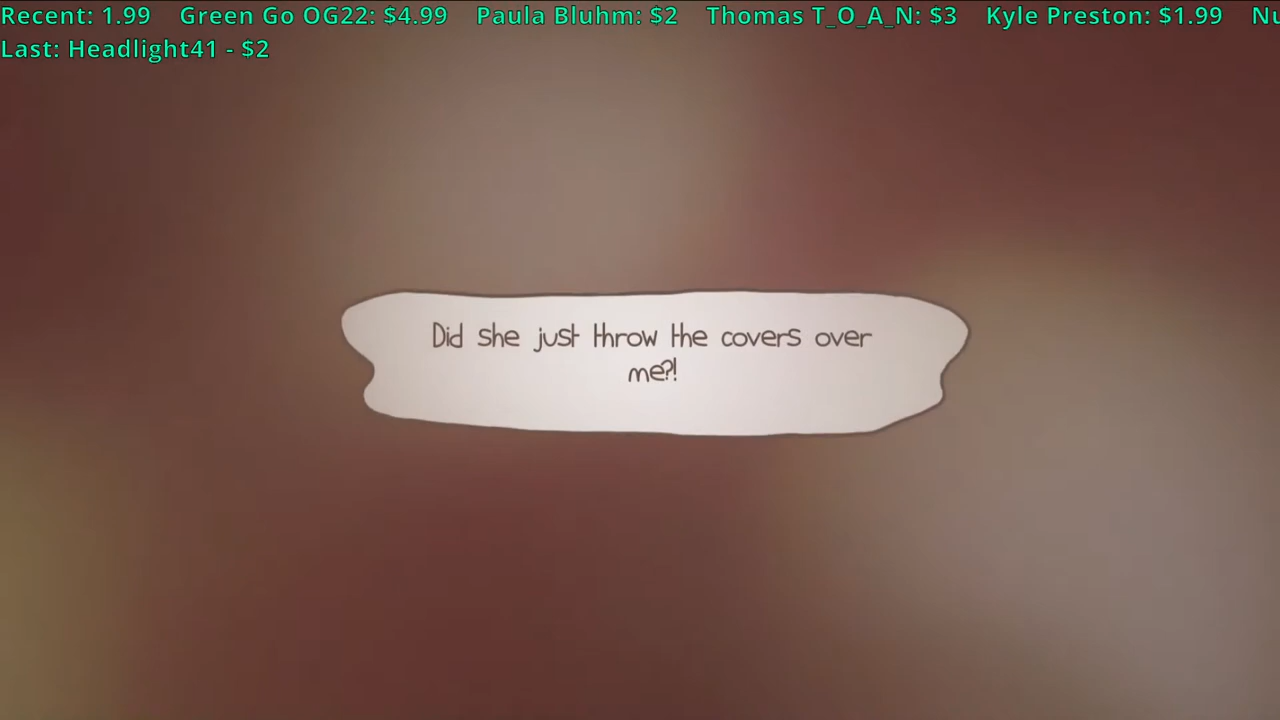 Recent: 1.99 Green Go OG22: $4.99 Paula Bluhm: $2 Thomas T_O_A_N: $3 Kyle Preston: $1.99 Nu
Last: Headlight41 - $2
Did she just throw the covers over
me?!